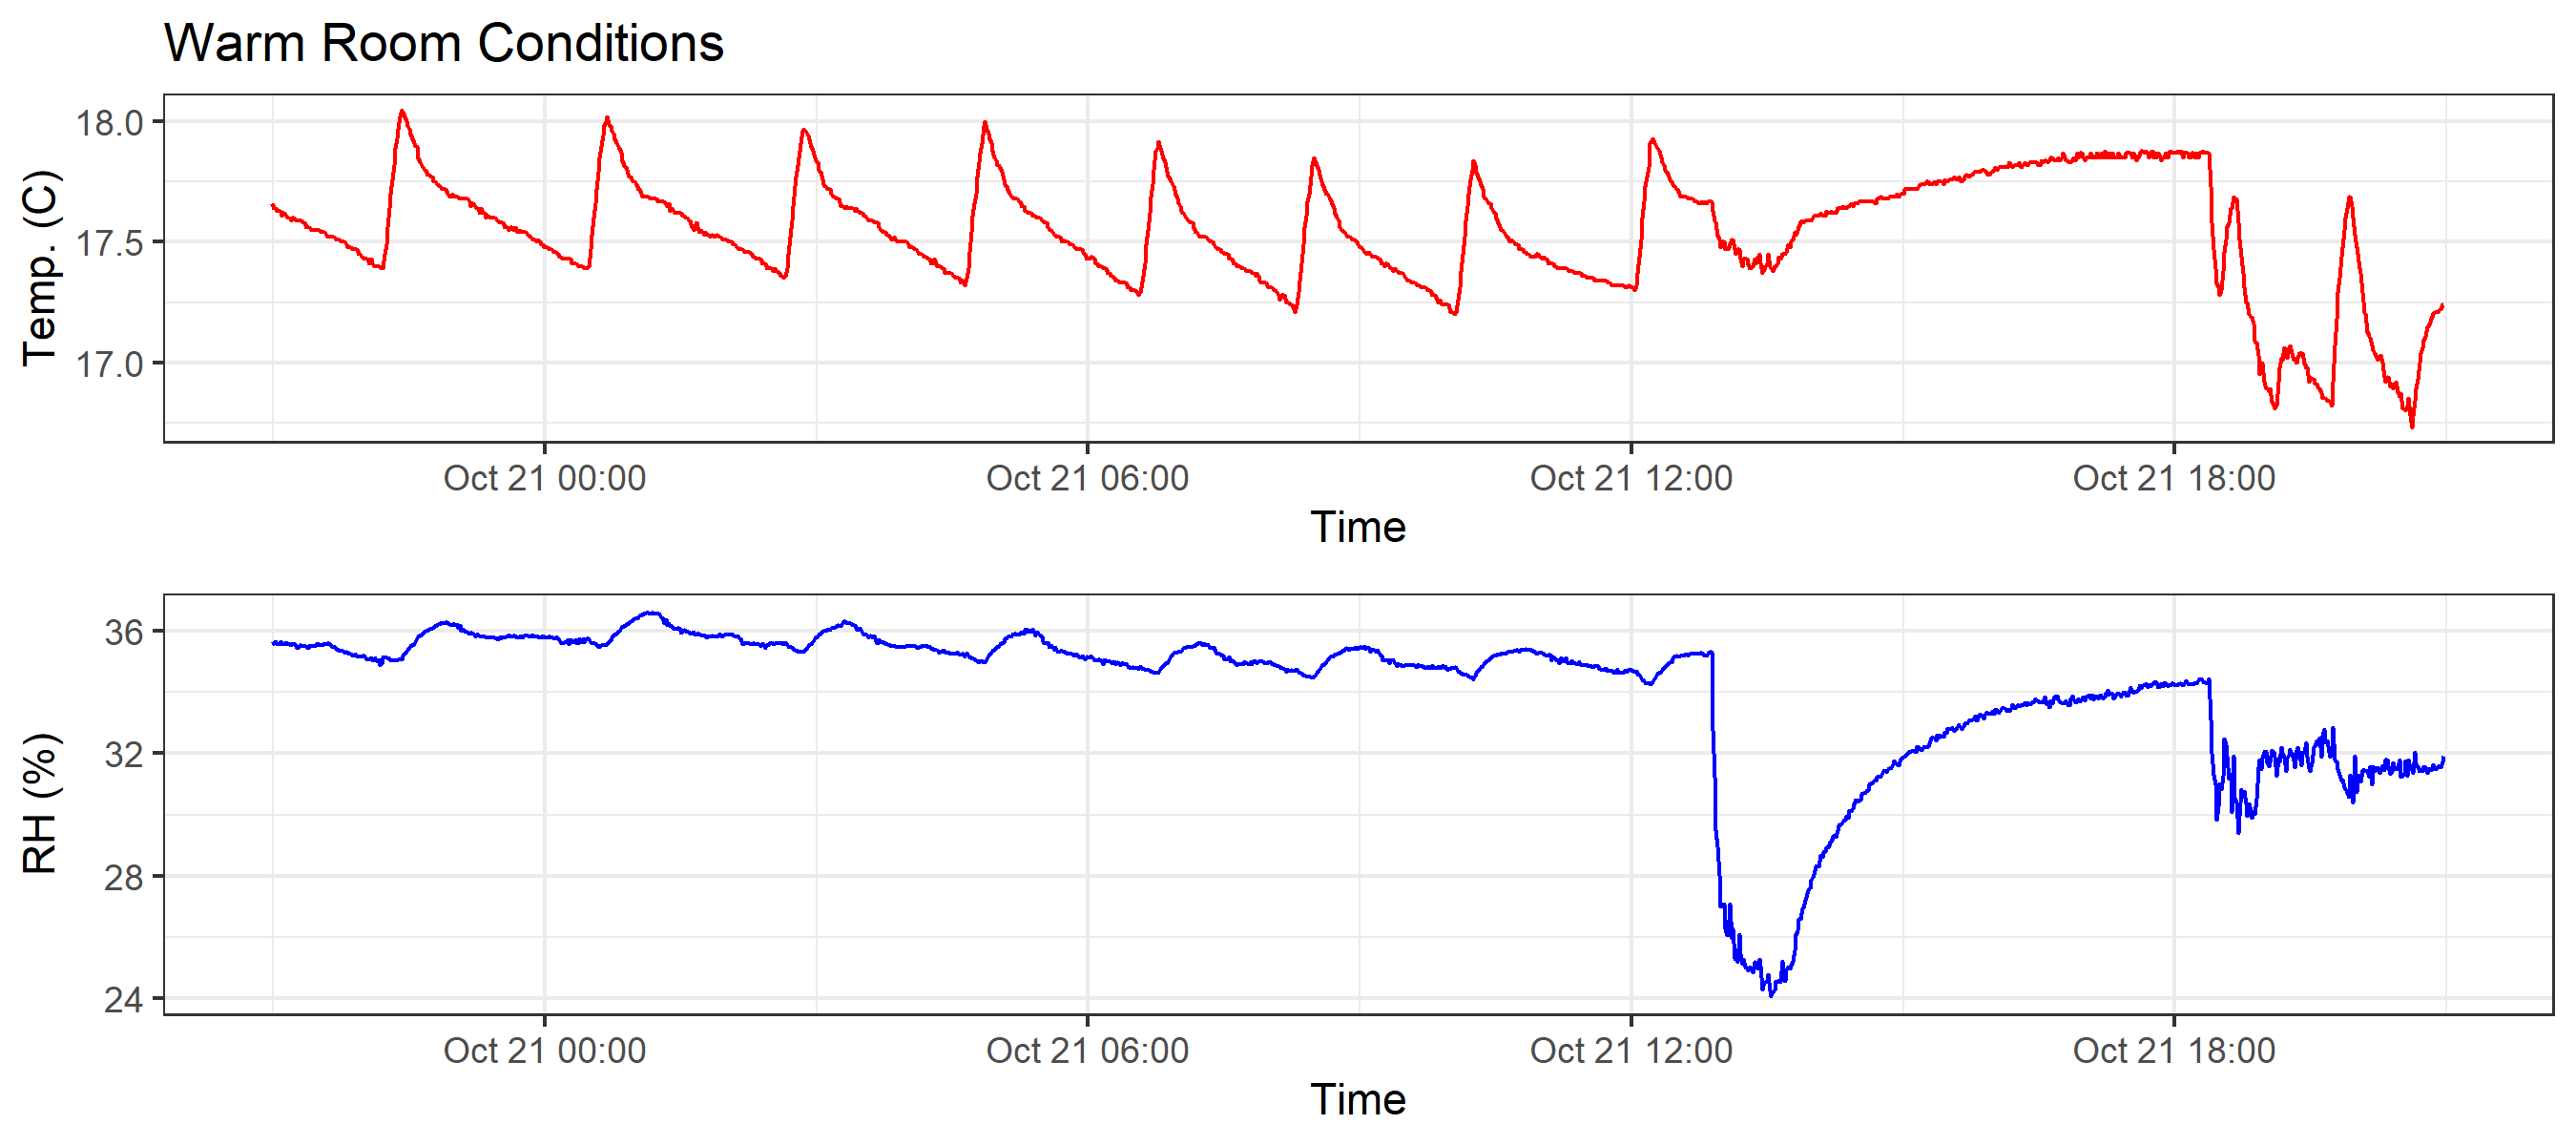 Warm Room Conditions
Temp. (C)
18.0
17.5
17.0
Oct 21 00:00 Oct 21 06:00 Oct 21 12:00 Oct 21 18:00
Time
RH (%)
36
32
28
24
Oct 21 00:00 Oct 21 06:00 Oct 21 12:00 Oct 21 18:00
Time